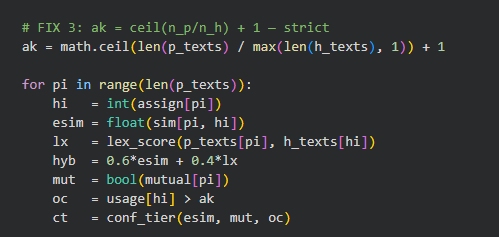 # FIX 3: ak = ceil(n_p/n_h) + 1 — strict
ak = math.ceil(len(p_texts) / max(len(h_texts), 1)) + 1

for pi in range(len(p_texts)):
    hi   = int(assign[pi])
    esim = float(sim[pi, hi])
    lx   = lex_score(p_texts[pi], h_texts[hi])
    hyb  = 0.6*esim + 0.4*lx
    mut  = bool(mutual[pi])
    oc   = usage[hi] > ak
    ct   = conf_tier(esim, mut, oc)